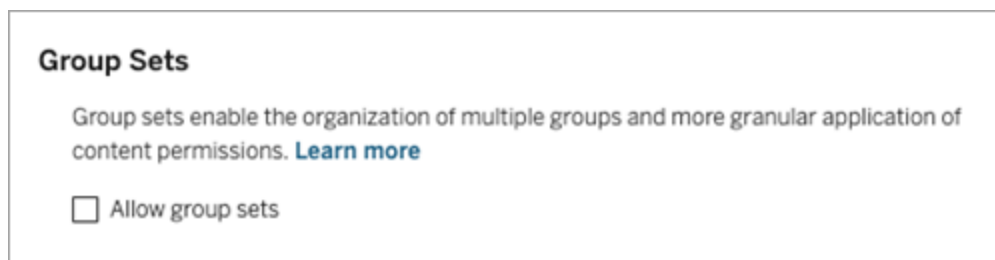 Group Sets
Group sets enable the organization of multiple groups and more granular application of
content permissions. Learn more
Allow group sets